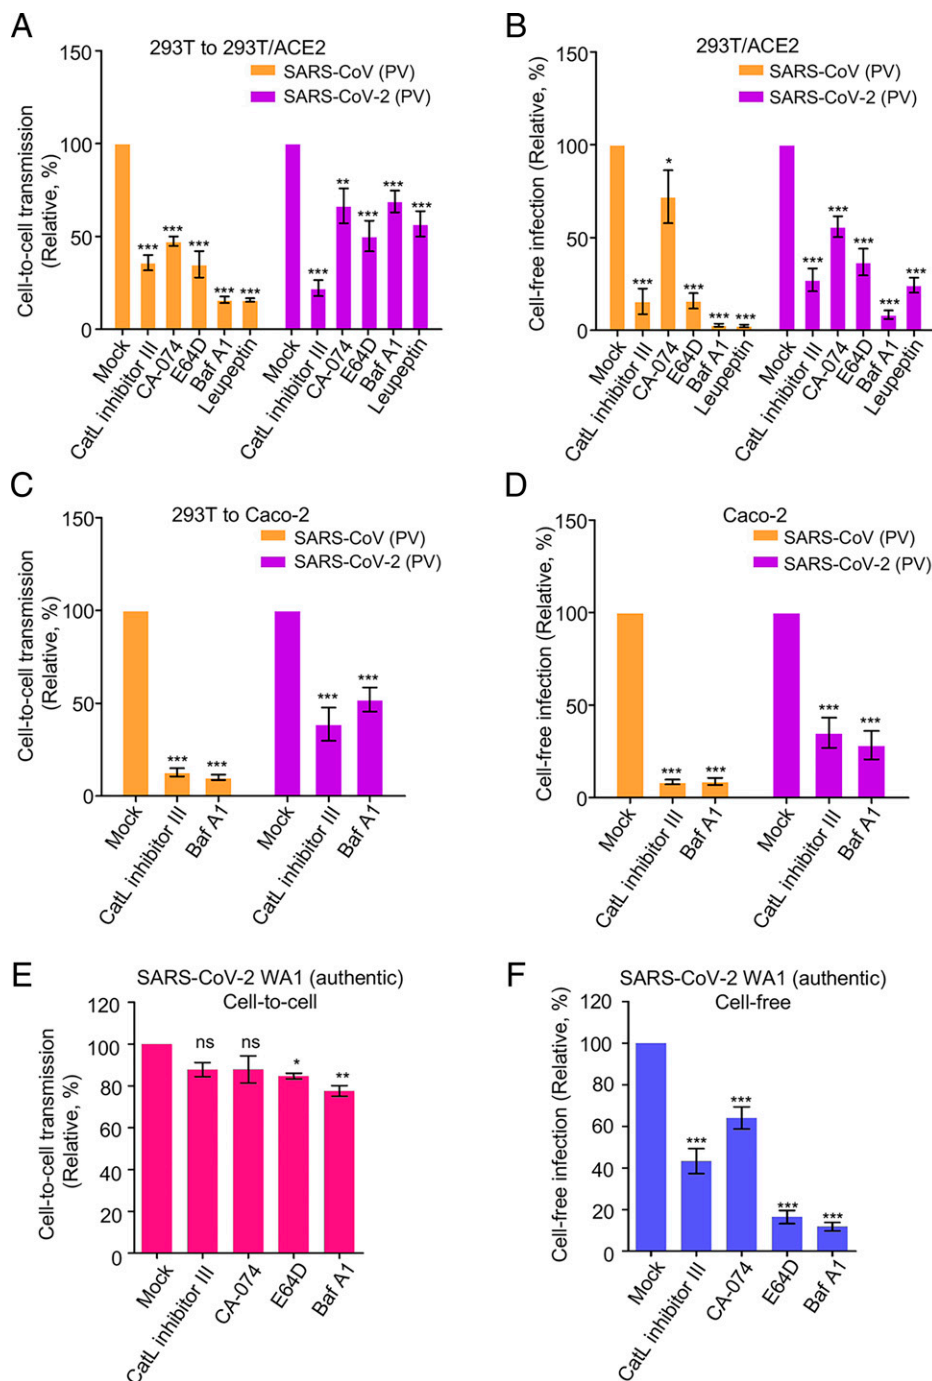 A
293T to 293T/ACE2
SARS-CoV (PV)
SARS-CoV-2 (PV)
Cell-to-cell transmission
(Relative, %)
150
100
50
0
*** *** *** *** ***
*** ** *** *** ***
Mock
CatL inhibitor III
CA-074
E64D
Baf A1
Leupeptin
Mock
CatL inhibitor III
CA-074
E64D
Baf A1
Leupeptin
B
293T/ACE2
SARS-CoV (PV)
SARS-CoV-2 (PV)
Cell-free infection (Relative, %)
150
100
50
0
*** * *** *** ***
*** *** *** *** ***
Mock
CatL inhibitor III
CA-074
E64D
Baf A1
Leupeptin
Mock
CatL inhibitor III
CA-074
E64D
Baf A1
Leupeptin
C
293T to Caco-2
SARS-CoV (PV)
SARS-CoV-2 (PV)
Cell-to-cell transmission
(Relative, %)
150
100
50
0
*** ***
*** ***
Mock
CatL inhibitor III
Baf A1
Mock
CatL inhibitor III
Baf A1
D
Caco-2
SARS-CoV (PV)
SARS-CoV-2 (PV)
Cell-free infection (Relative, %)
150
100
50
0
*** ***
*** ***
Mock
CatL inhibitor III
Baf A1
Mock
CatL inhibitor III
Baf A1
E
SARS-CoV-2 WA1 (authentic)
Cell-to-cell
Cell-to-cell transmission
(Relative, %)
120
100
80
60
40
20
0
ns ns * **
Mock
CatL inhibitor III
CA-074
E64D
Baf A1
F
SARS-CoV-2 WA1 (authentic)
Cell-free
Cell-free infection (Relative, %)
120
100
80
60
40
20
0
*** *** *** ***
Mock
CatL inhibitor III
CA-074
E64D
Baf A1